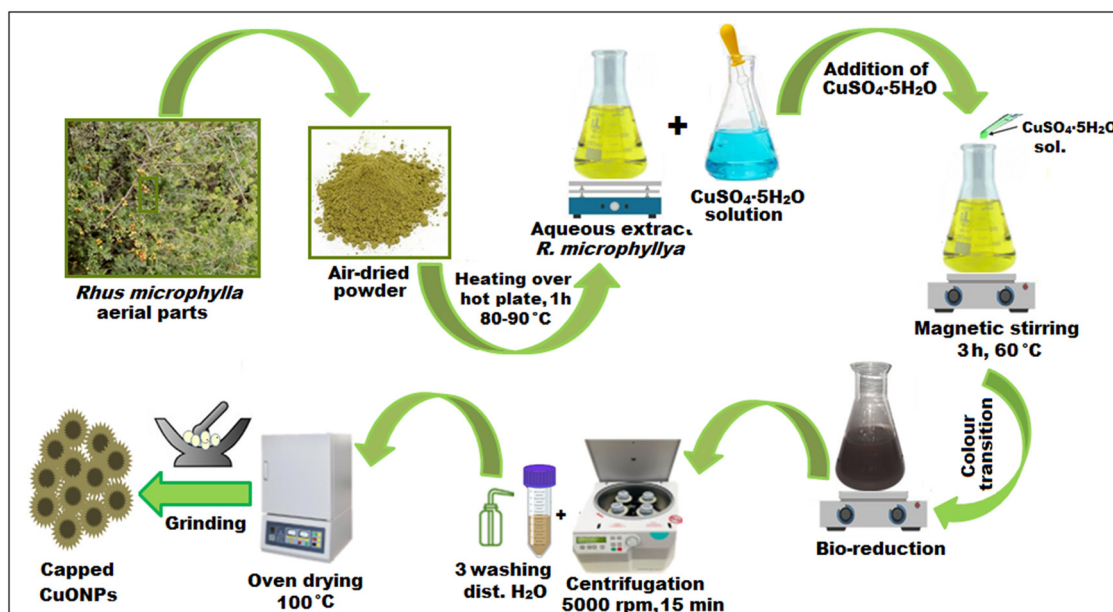 Rhus microphylla
aerial parts
Air-dried
powder
Heating over
hot plate, 1h
80-90 °C
Aqueous extract
R. microphyllya
+
CuSO₄·5H₂O
solution
Addition of
CuSO₄·5H₂O
CuSO₄·5H₂O
sol.
Magnetic stirring
3 h, 60 °C
Colour
transition
Bio-reduction
Centrifugation
5000 rpm, 15 min
+
3 washing
dist. H₂O
Oven drying
100 °C
Grinding
Capped
CuONPs